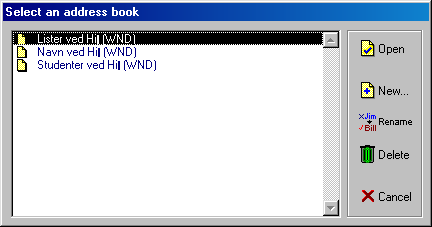 Select an address book
Lister ved Hil (WND)
Navn ved Hil (WND)
Studenter ved Hil (WND)
Open
New...
XJim
✓Bill
Rename
Delete
Cancel